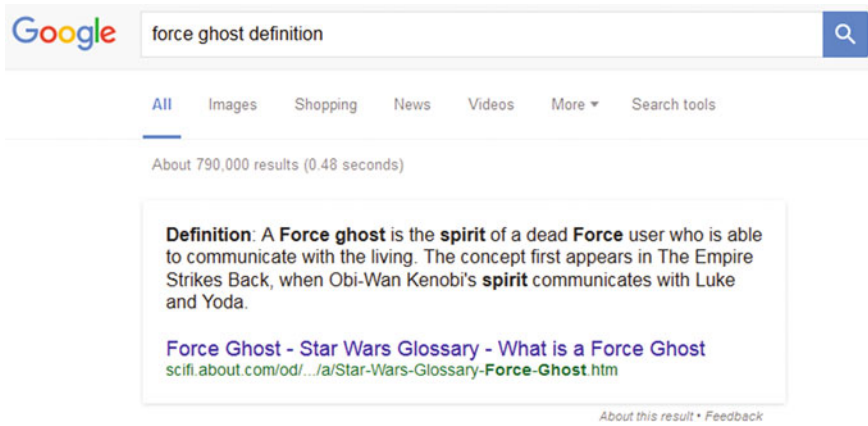 Google force ghost definition
All Images Shopping News Videos More Search tools
About 790,000 results (0.48 seconds)
Definition: A Force ghost is the spirit of a dead Force user who is able
to communicate with the living. The concept first appears in The Empire
Strikes Back, when Obi-Wan Kenobi's spirit communicates with Luke
and Yoda.
Force Ghost - Star Wars Glossary - What is a Force Ghost
scifi.about.com/od/.../a/Star-Wars-Glossary-Force-Ghost.htm
About this result • Feedback